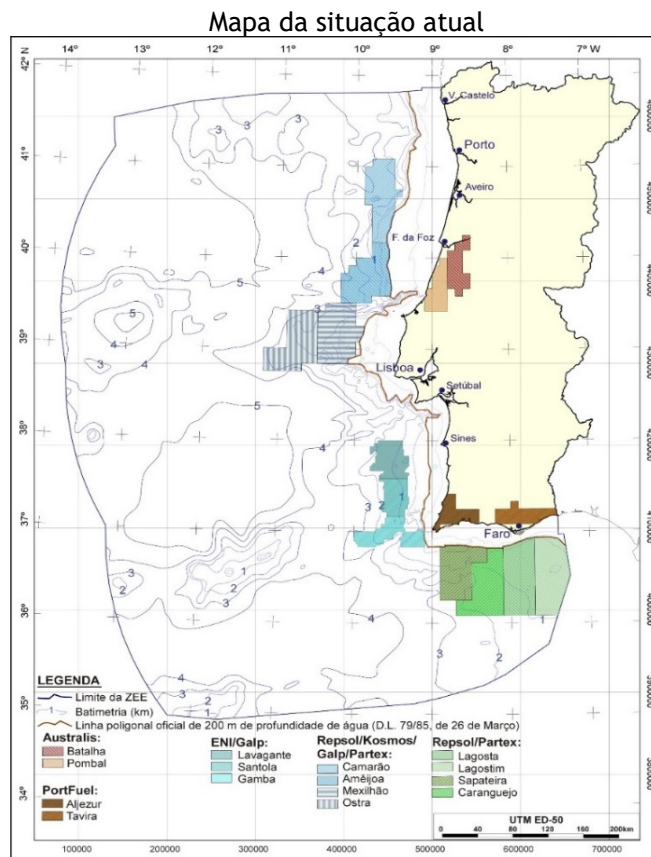 Mapa da situação atual
14° 13° 12° 11° 10° 9° 8° 7° W
42° N
41°
40°
39°
38°
37°
36°
35°
34°
V. Castelo
Porto
Aveiro
F. da Foz
Lisboa
Setúbal
Sines
Faro
LEGENDA
Limite da ZEE
1 Batimetria (km)
Linha poligonal oficial de 200 m de profundidade de água (D.L. 79/85, de 26 de Março)
Australis:
Batalha
Pombal
PortFuel:
Aljezur
Tavira
ENI/Galp:
Lavagante
Santola
Gamba
Repsol/Kosmos/
Galp/Partex:
Camarão
Amêijoa
Mexilhão
Ostra
Repsol/Partex:
Lagosta
Lagostim
Sapateira
Caranguejo
UTM ED-50
0 40 80 120 160 200km
100000 200000 300000 400000 500000 600000 700000